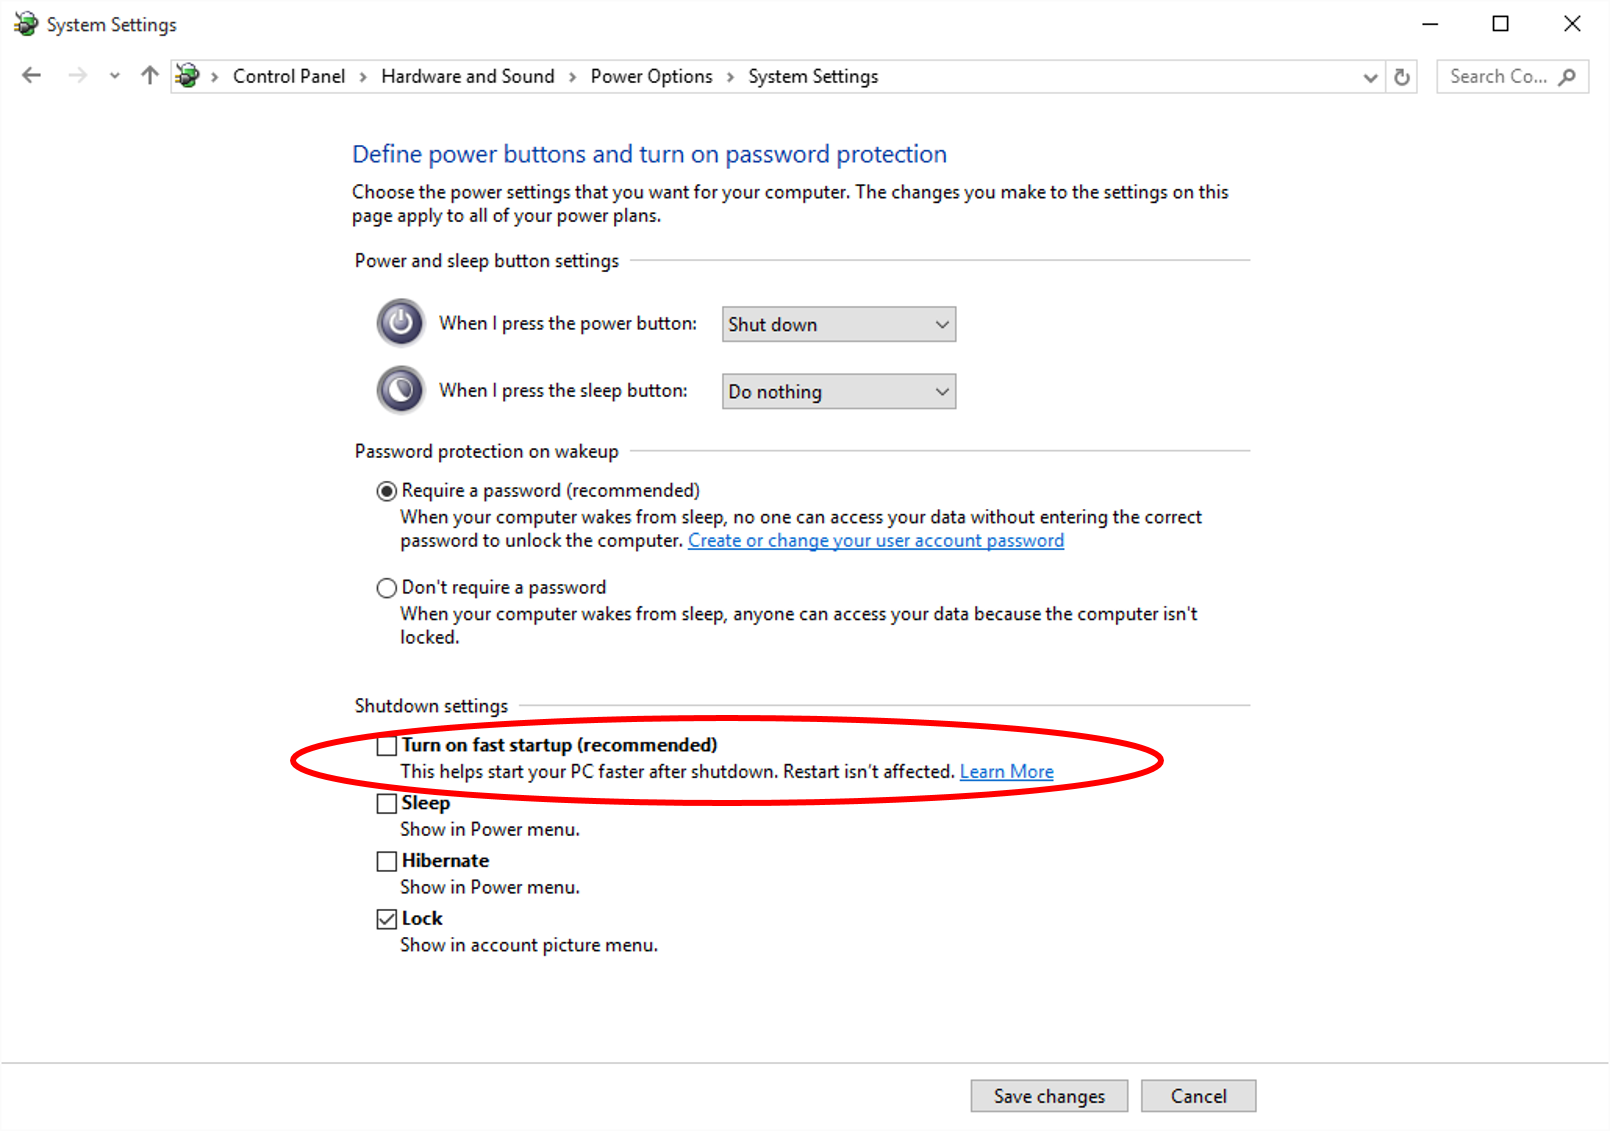 System Settings
Control Panel > Hardware and Sound > Power Options > System Settings
Search Co...
Define power buttons and turn on password protection
Choose the power settings that you want for your computer. The changes you make to the settings on this
page apply to all of your power plans.
Power and sleep button settings
When I press the power button: Shut down
When I press the sleep button: Do nothing
Password protection on wakeup
Require a password (recommended)
When your computer wakes from sleep, no one can access your data without entering the correct
password to unlock the computer. Create or change your user account password
Don't require a password
When your computer wakes from sleep, anyone can access your data because the computer isn't
locked.
Shutdown settings
Turn on fast startup (recommended)
This helps start your PC faster after shutdown. Restart isn't affected. Learn More
Sleep
Show in Power menu.
Hibernate
Show in Power menu.
Lock
Show in account picture menu.
Save changes Cancel